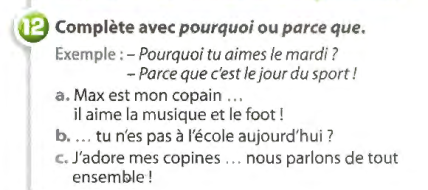 12 Complète avec pourquoi ou parce que.
Exemple : – Pourquoi tu aimes le mardi ?
– Parce que c'est le jour du sport !
a. Max est mon copain ...
il aime la musique et le foot !
b. ... tu n'es pas à l'école aujourd'hui ?
c. J'adore mes copines ... nous parlons de tout
ensemble !